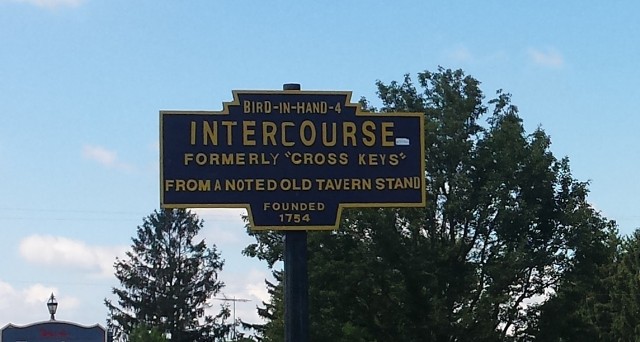 BIRD-IN-HAND-4
INTERCOURSE
FORMERLY "CROSS KEYS"
FROM A NOTED OLD TAVERN STAND
FOUNDED
1754